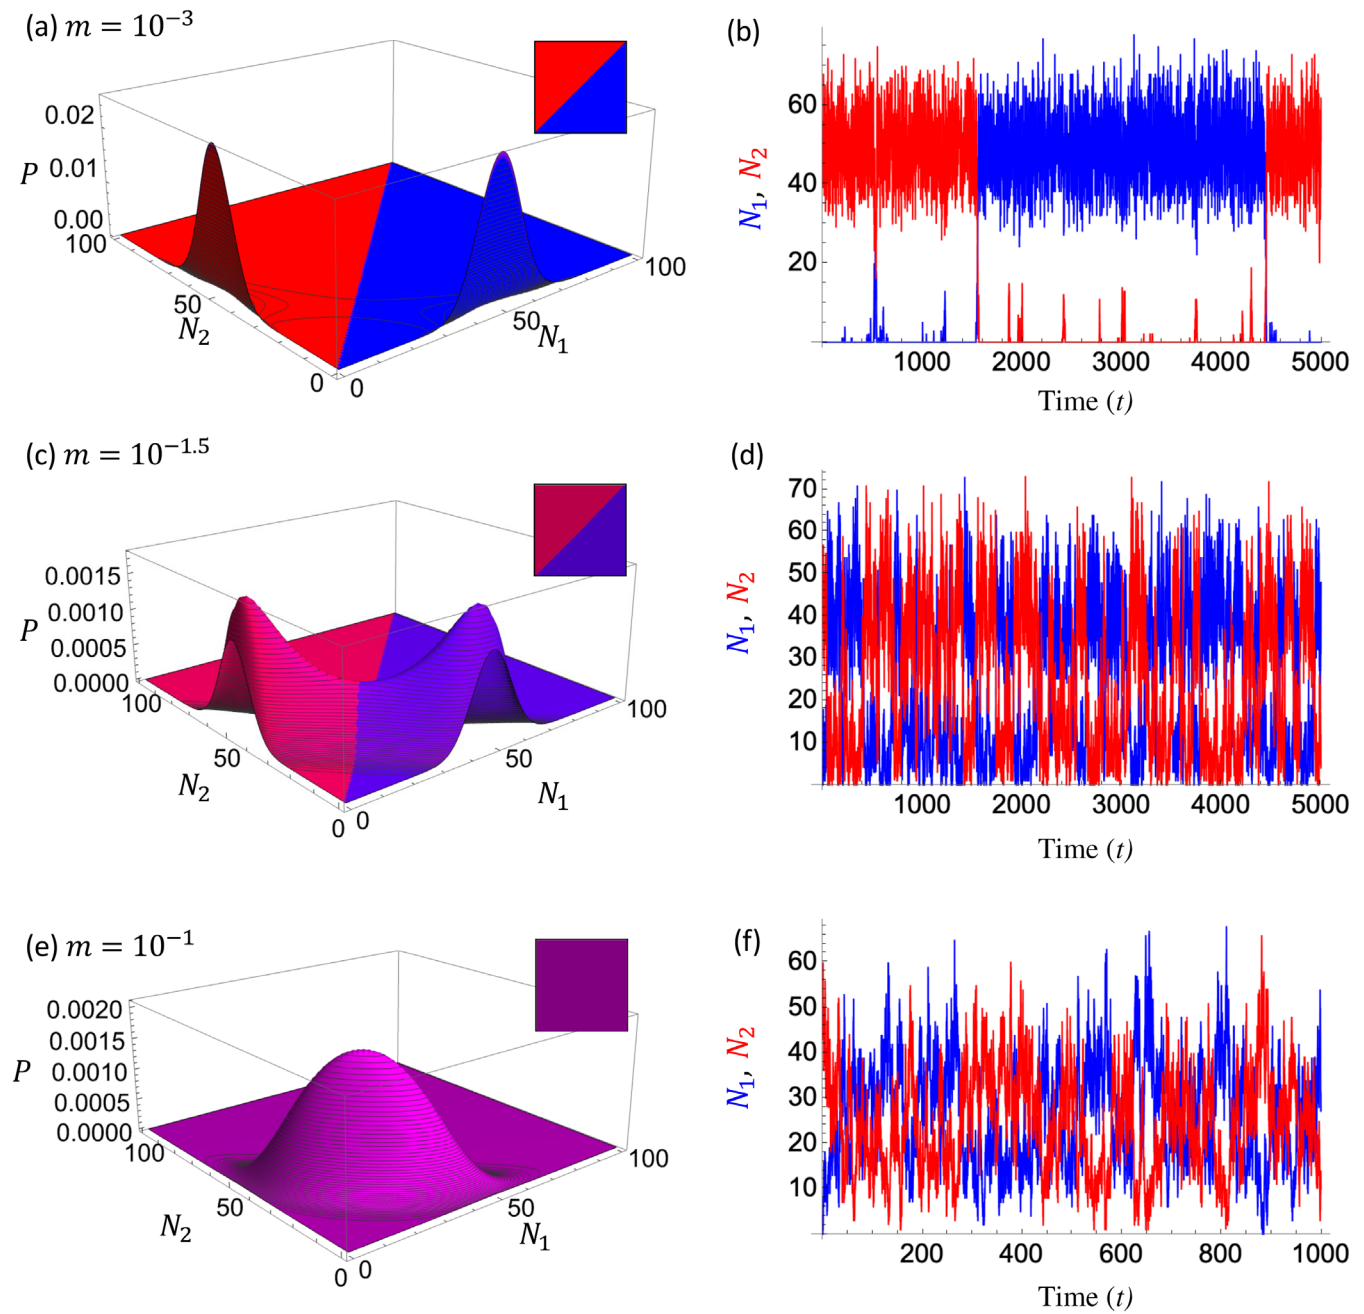 (a) m = 10⁻³
0.02
P 0.01
0.00
100
50
N₂
0
0
50
N₁
100
(b)
N₁, N₂
60
40
20
1000 2000 3000 4000 5000
Time (t)
(c) m = 10⁻¹·⁵
0.0015
0.0010
P 0.0005
0.0000
100
50
N₂
0
0
50
N₁
100
(d)
N₁, N₂
70
60
50
40
30
20
10
1000 2000 3000 4000 5000
Time (t)
(e) m = 10⁻¹
0.0020
0.0015
P 0.0010
0.0005
0.0000
100
50
N₂
0
0
50
N₁
100
(f)
N₁, N₂
60
50
40
30
20
10
200 400 600 800 1000
Time (t)